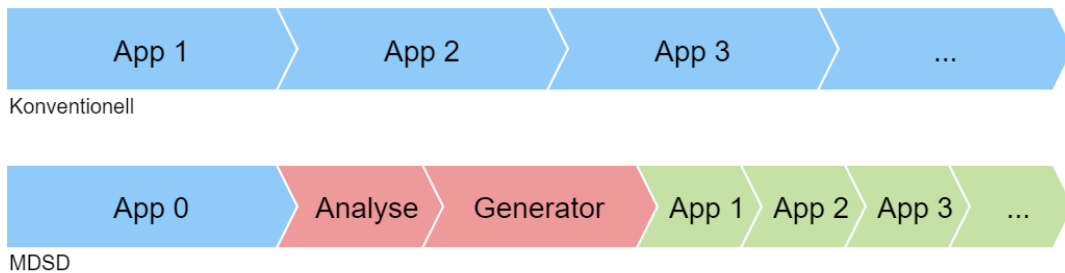 App 1 App 2 App 3 ...
Konventionell
App 0 Analyse Generator App 1 App 2 App 3 ...
MDSD